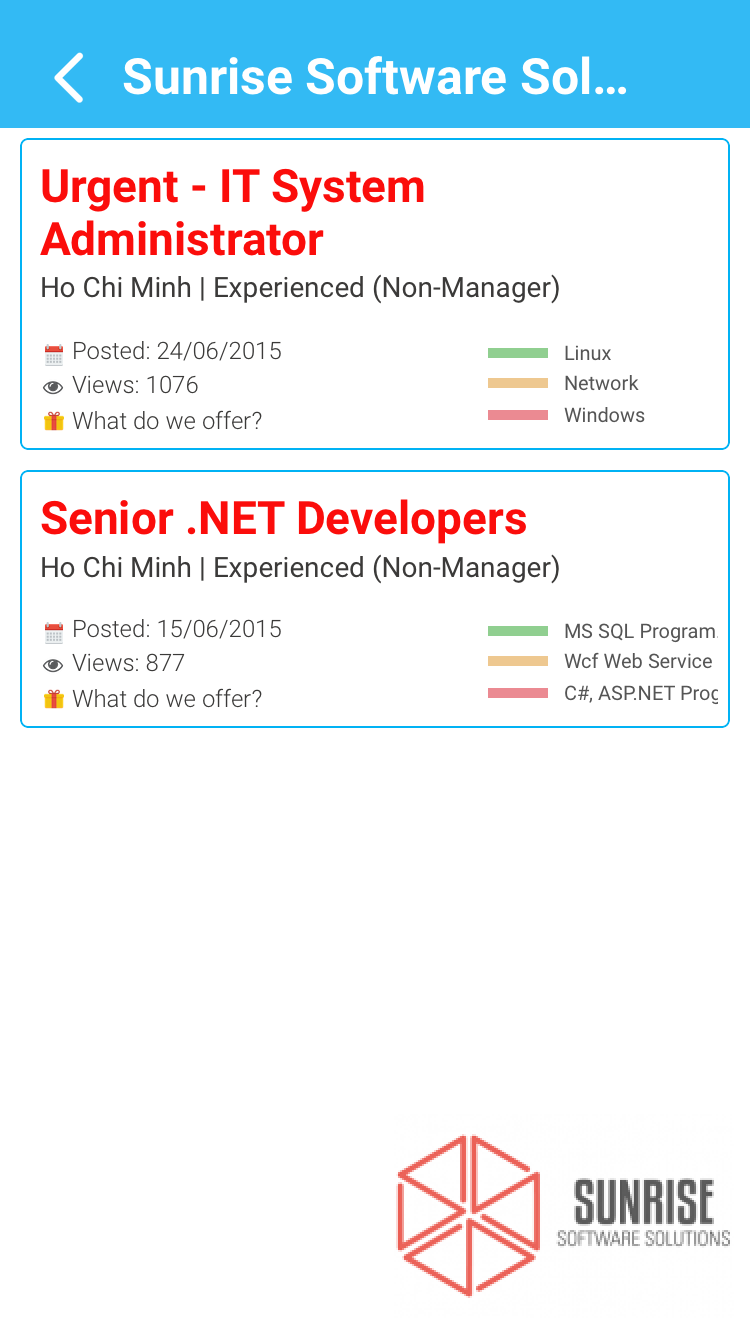 Sunrise Software Sol...
Urgent - IT System
Administrator
Ho Chi Minh | Experienced (Non-Manager)
Posted: 24/06/2015
Views: 1076
What do we offer?
Linux
Network
Windows
Senior .NET Developers
Ho Chi Minh | Experienced (Non-Manager)
Posted: 15/06/2015
Views: 877
What do we offer?
MS SQL Program.
Wcf Web Service
C#, ASP.NET Prog
SUNRISE
SOFTWARE SOLUTIONS